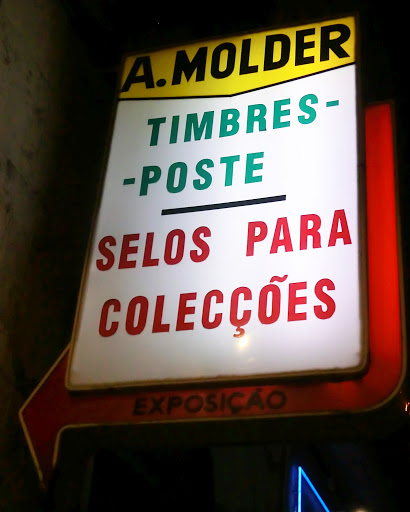 A. MOLDER
TIMBRES-
-POSTE
SELOS PARA
COLECÇÕES
EXPOSIÇÃO